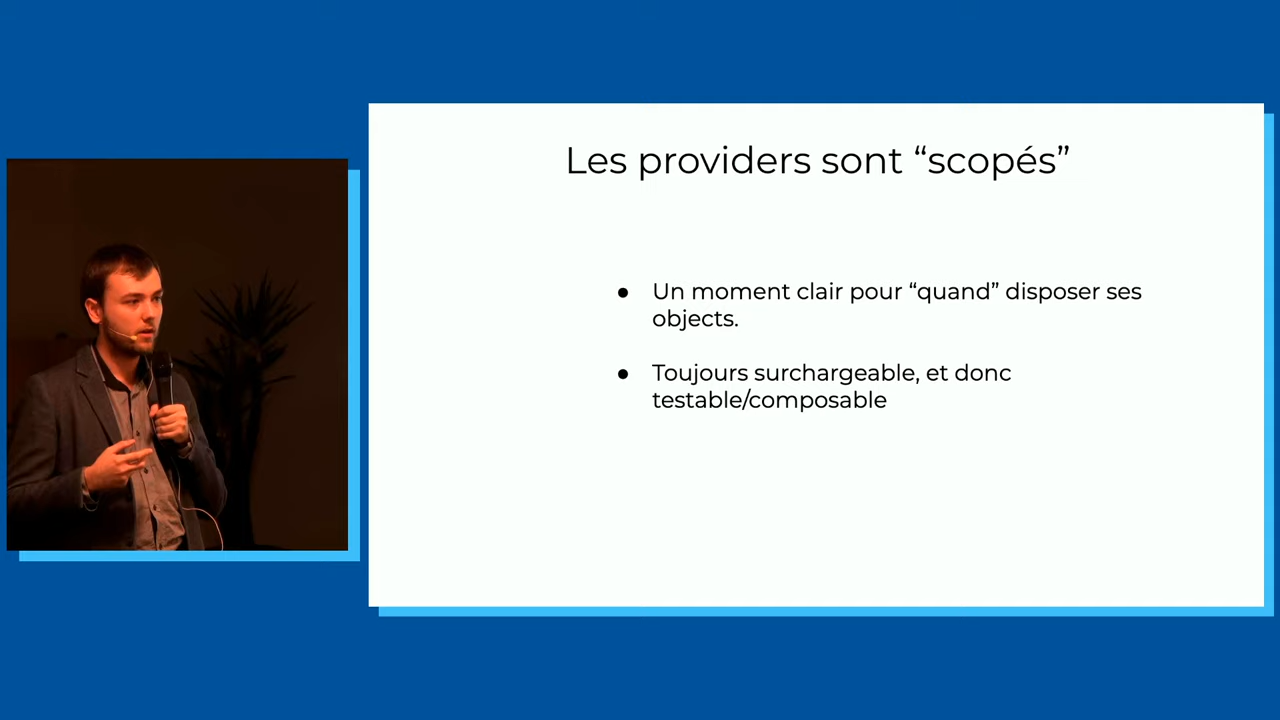 Les providers sont “scopés”
● Un moment clair pour “quand” disposer ses
objects.
● Toujours surchargeable, et donc
testable/composable